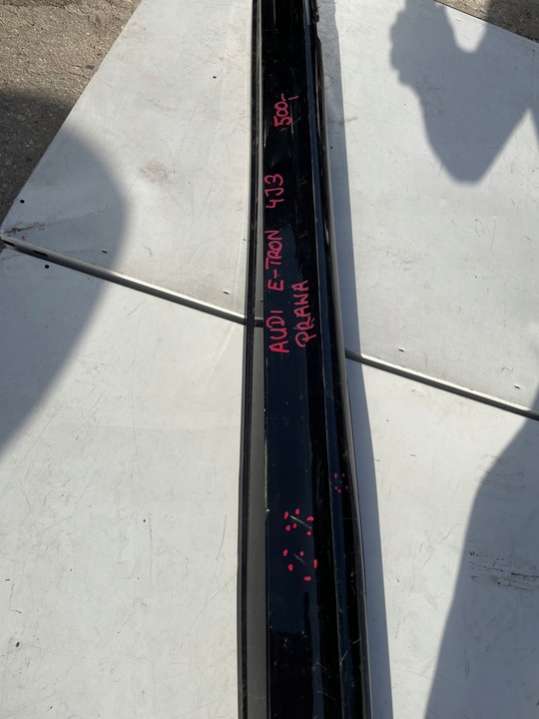 AUDI E-TRON 4J3 500,-
PRAWA